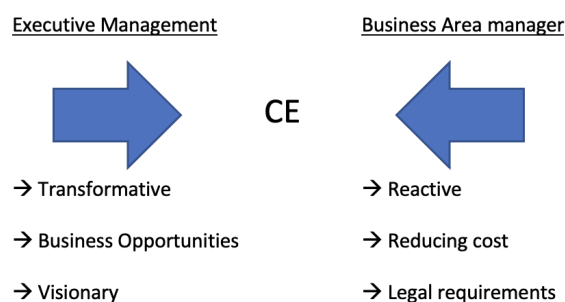 Executive Management
Business Area manager
CE
→ Transformative
→ Reactive
→ Business Opportunities
→ Reducing cost
→ Visionary
→ Legal requirements